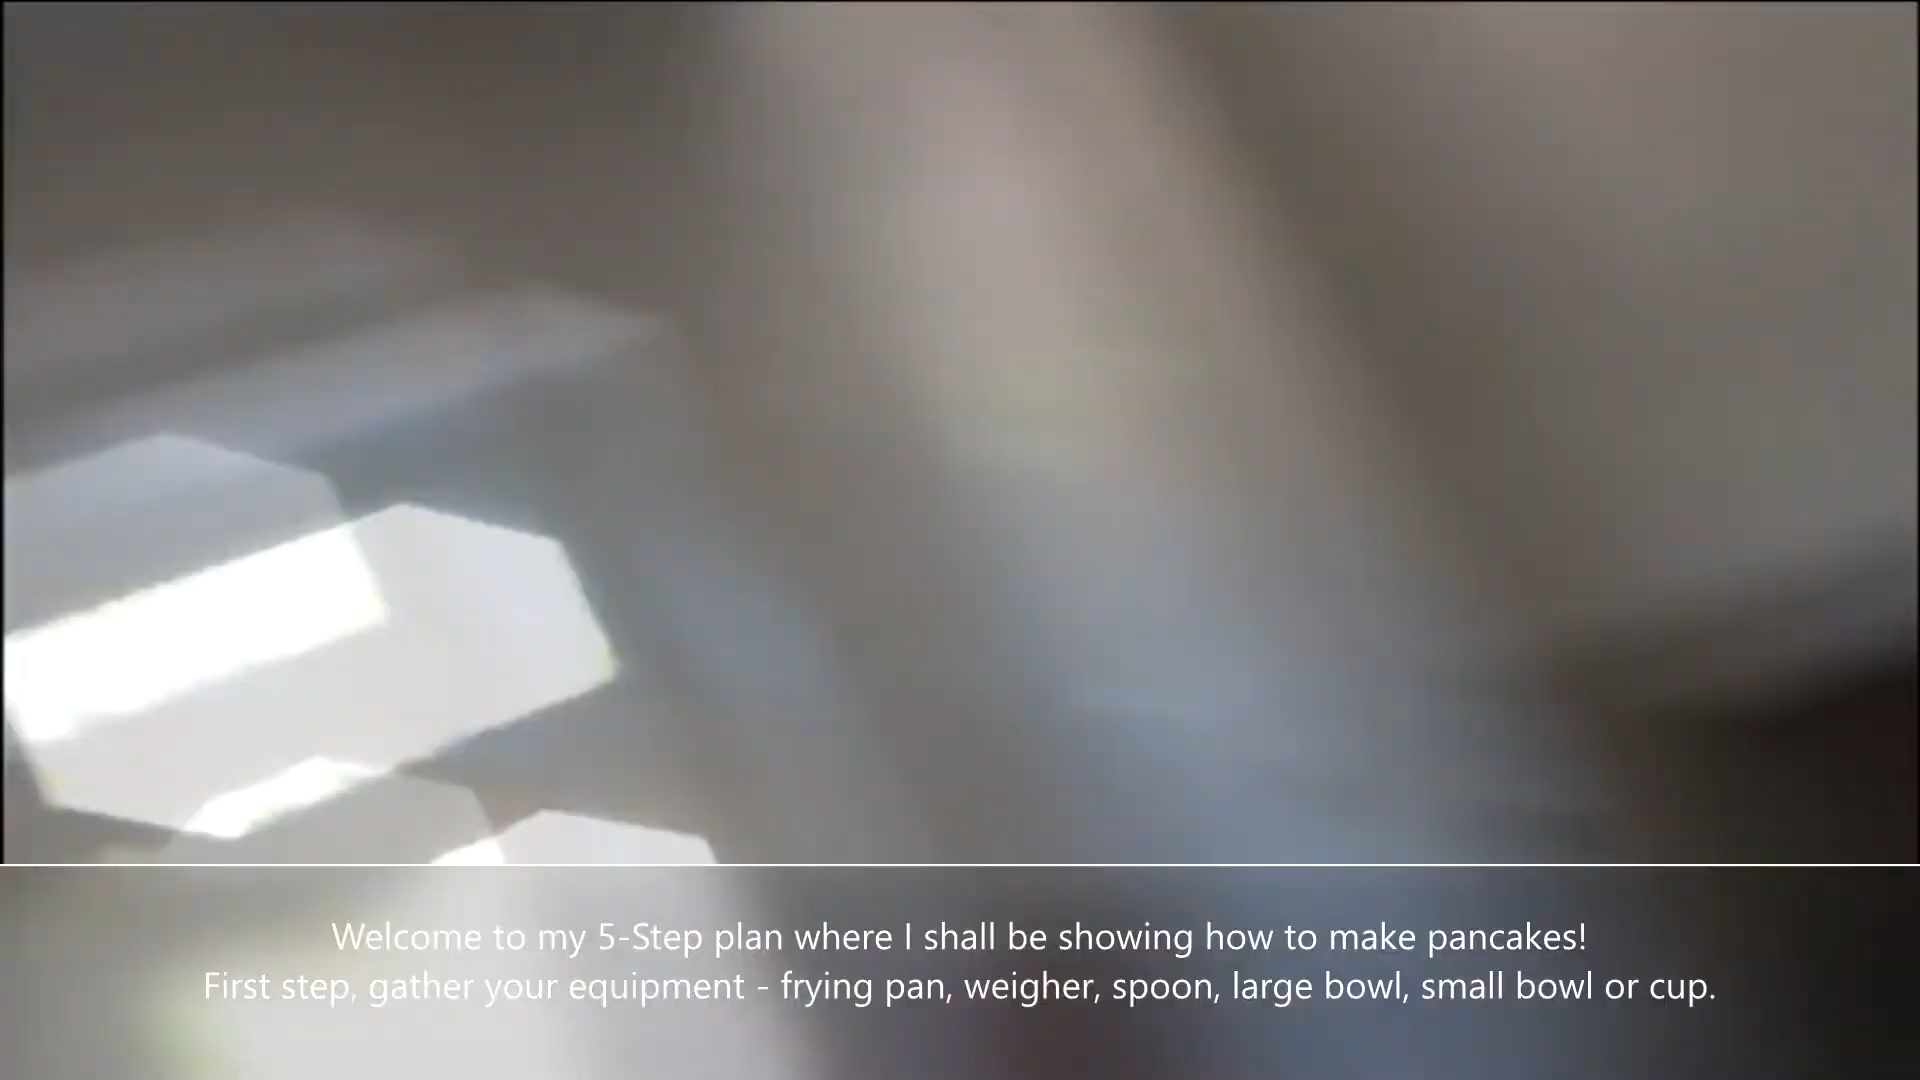 Welcome to my 5-Step plan where I shall be showing how to make pancakes!
First step, gather your equipment - frying pan, weigher, spoon, large bowl, small bowl or cup.